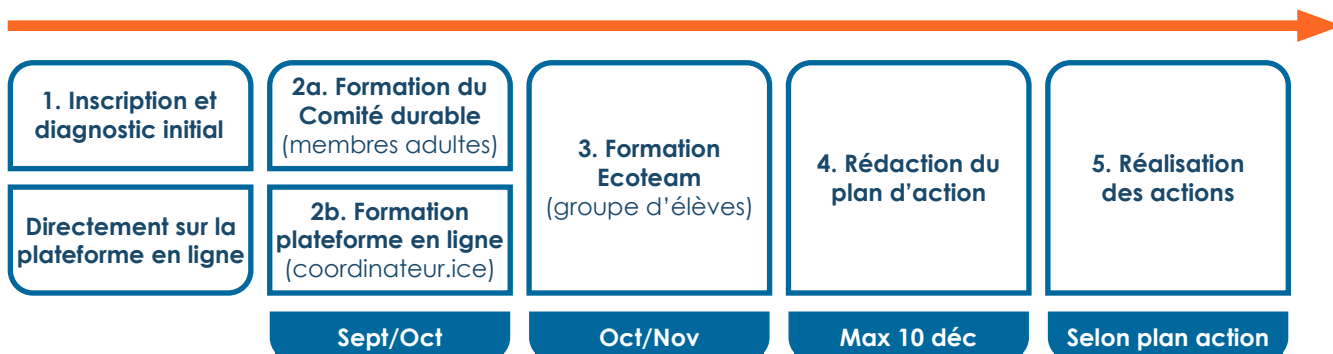 1. Inscription et
diagnostic initial
Directement sur la
plateforme en ligne
2a. Formation du
Comité durable
(membres adultes)
2b. Formation
plateforme en ligne
(coordinateur.ice)
Sept/Oct
3. Formation
Ecoteam
(groupe d’élèves)
Oct/Nov
4. Rédaction du
plan d’action
Max 10 déc
5. Réalisation
des actions
Selon plan action